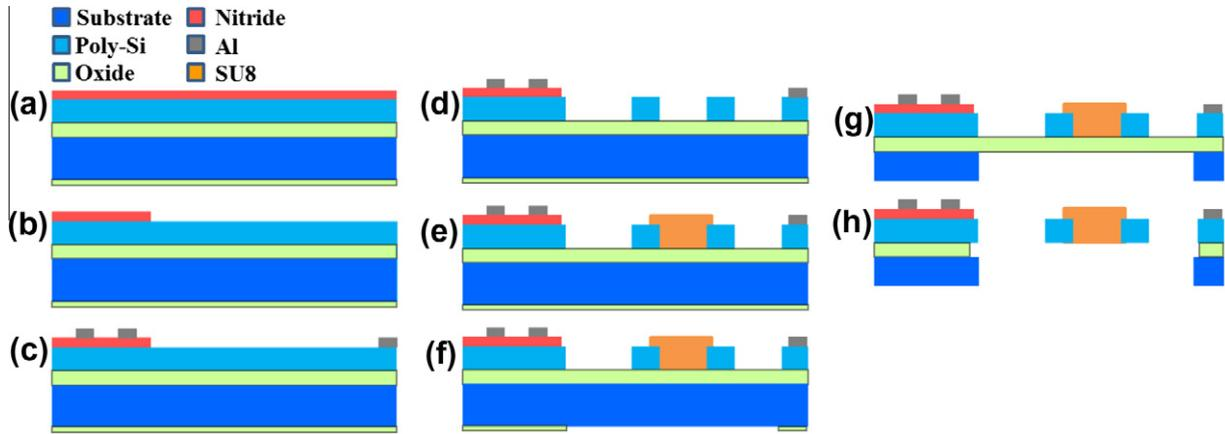 Substrate Nitride
Poly-Si Al
Oxide SU8
(a)
(b)
(c)
(d)
(e)
(f)
(g)
(h)